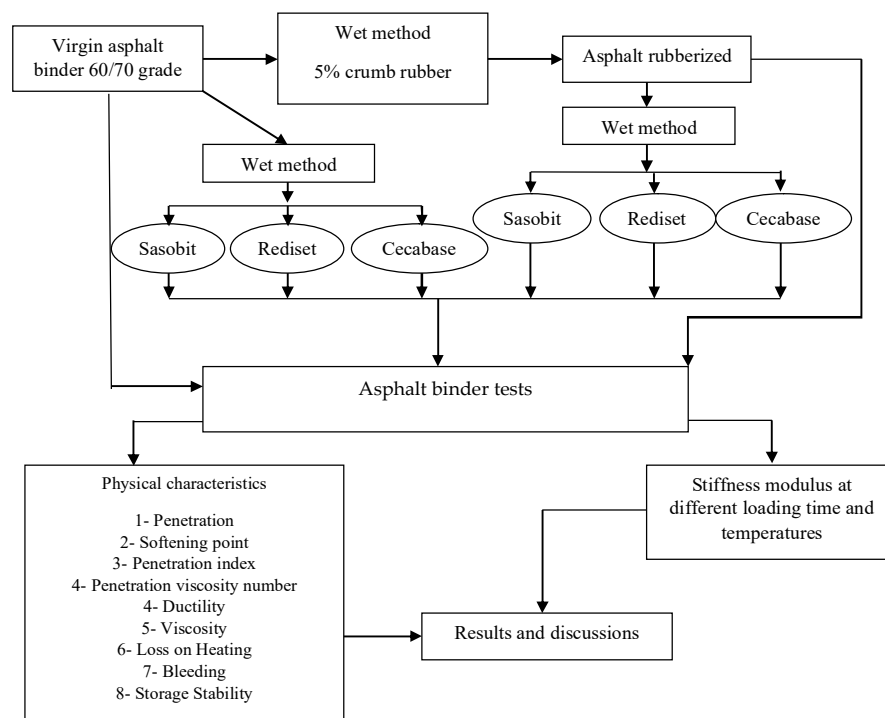 Virgin asphalt
binder 60/70 grade
Wet method
5% crumb rubber
Asphalt rubberized
Wet method
Wet method
Sasobit
Rediset
Cecabase
Sasobit
Rediset
Cecabase
Asphalt binder tests
Physical characteristics
1- Penetration
2- Softening point
3- Penetration index
4- Penetration viscosity number
4- Ductility
5- Viscosity
6- Loss on Heating
7- Bleeding
8- Storage Stability
Stiffness modulus at
different loading time and
temperatures
Results and discussions